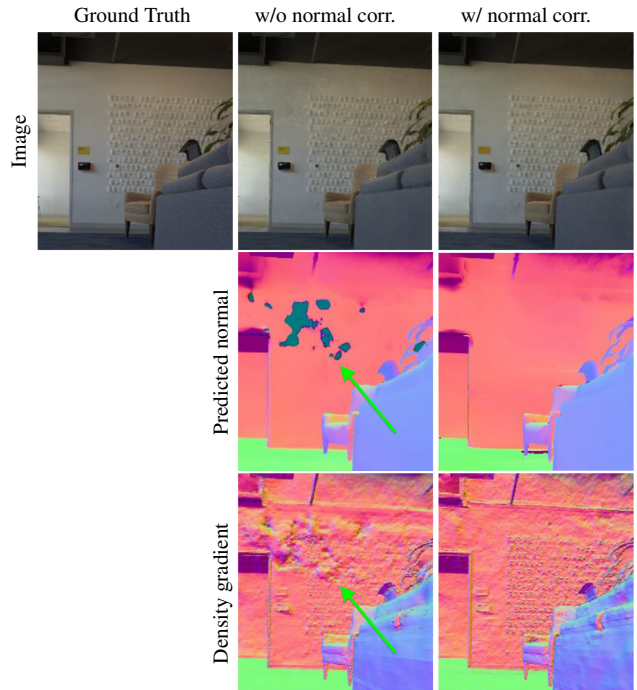 Ground Truth w/o normal corr. w/ normal corr.
Image
Predicted normal
Density gradient